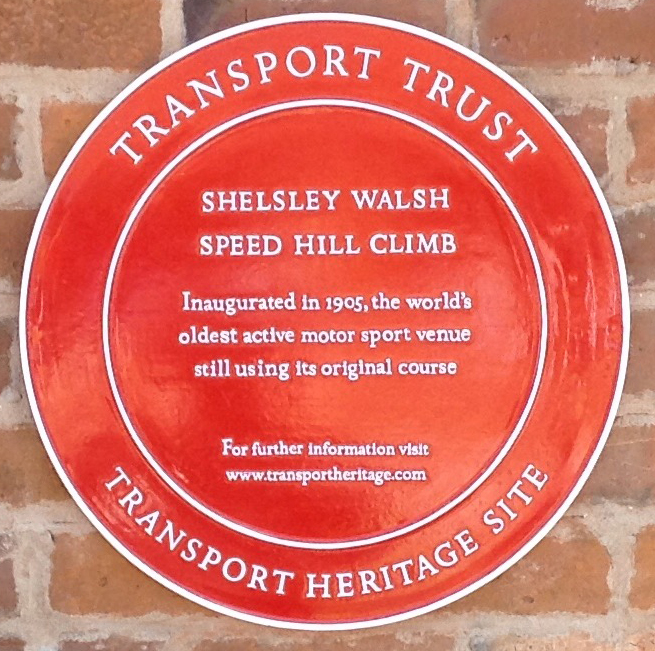 TRANSPORT TRUST
SHELSLEY WALSH
SPEED HILL CLIMB
Inaugurated in 1905, the world's
oldest active motor sport venue
still using its original course
For further information visit
www.transportheritage.com
TRANSPORT HERITAGE SITE